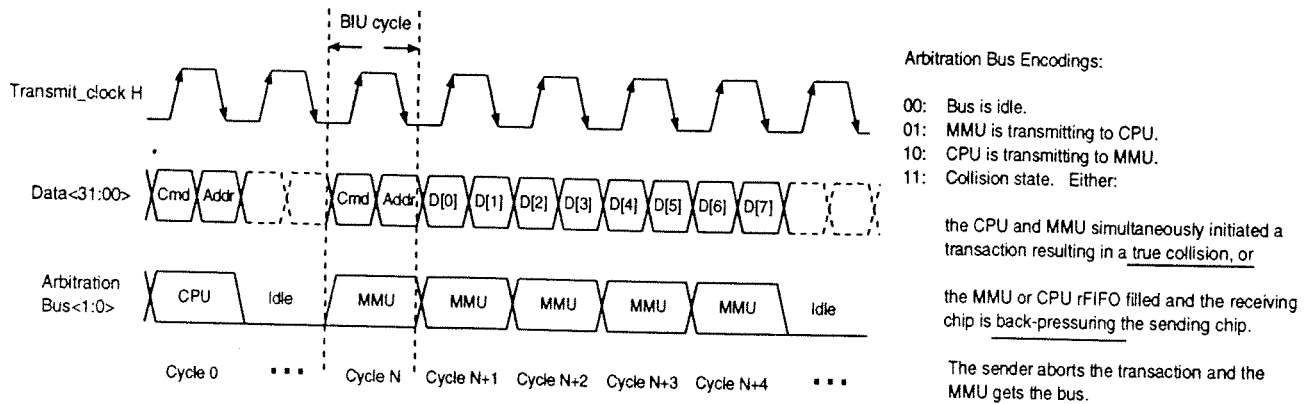 BIU cycle
Transmit_clock H
Data<31:00>
Cmd Addr Cmd Addr D[0] D[1] D[2] D[3] D[4] D[5] D[6] D[7]
Arbitration
Bus<1:0>
CPU Idle MMU MMU MMU MMU MMU Idle
Cycle 0 ... Cycle N Cycle N+1 Cycle N+2 Cycle N+3 Cycle N+4 ...
Arbitration Bus Encodings:
00: Bus is idle.
01: MMU is transmitting to CPU.
10: CPU is transmitting to MMU.
11: Collision state. Either:
the CPU and MMU simultaneously initiated a
transaction resulting in a true collision, or
the MMU or CPU rFIFO filled and the receiving
chip is back-pressuring the sending chip.
The sender aborts the transaction and the
MMU gets the bus.